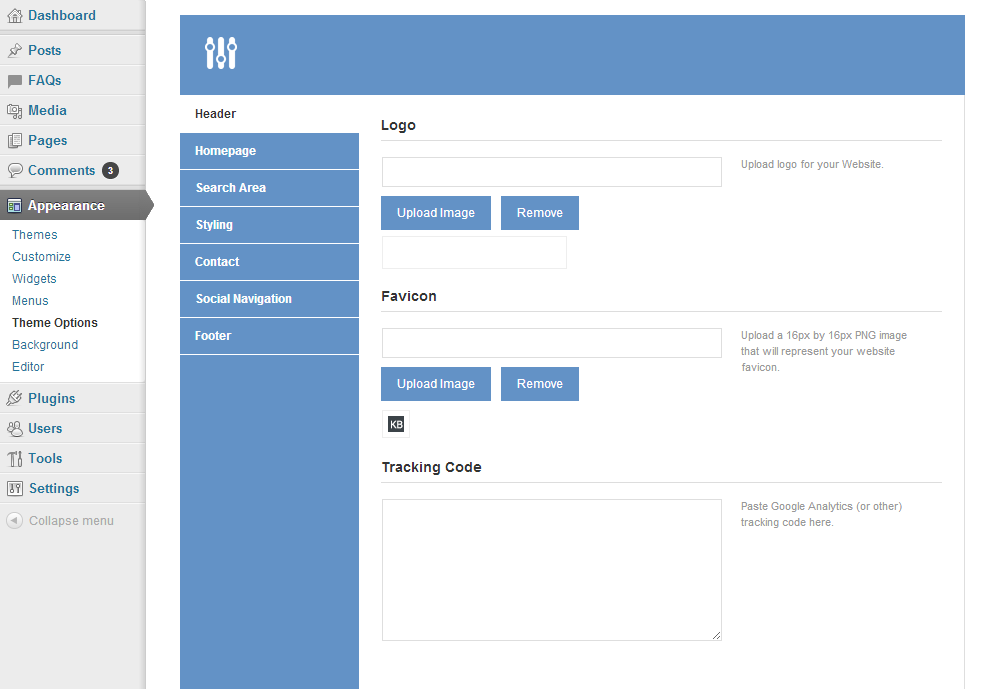 Dashboard
Posts
FAQs
Media
Pages
Comments 3
Appearance
Themes
Customize
Widgets
Menus
Theme Options
Background
Editor
Plugins
Users
Tools
Settings
Collapse menu
Header
Homepage
Search Area
Styling
Contact
Social Navigation
Footer
Logo
Upload logo for your Website.
Upload Image Remove
Favicon
Upload a 16px by 16px PNG image
that will represent your website
favicon.
Upload Image Remove
KB
Tracking Code
Paste Google Analytics (or other)
tracking code here.